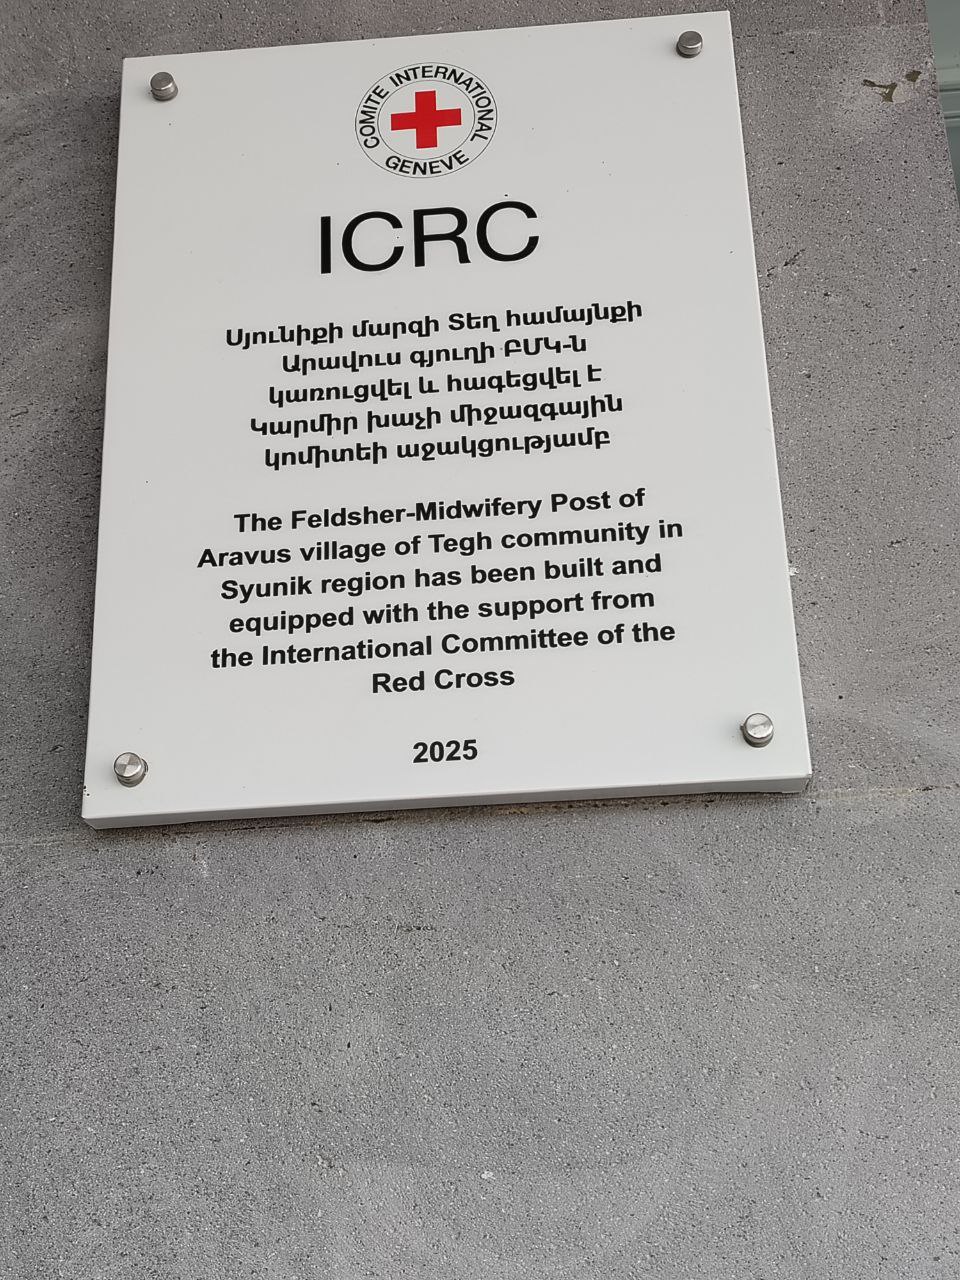 COMITE INTERNATIONAL
GENEVE
ICRC
Սյունիքի մարզի Տեղ համայնքի
Արավուս գյուղի ԲՄԿ-ն
կառուցվել և հագեցվել է
Կարմիր խաչի միջազգային
կոմիտեի աջակցությամբ
The Feldsher-Midwifery Post of
Aravus village of Tegh community in
Syunik region has been built and
equipped with the support from
the International Committee of the
Red Cross
2025